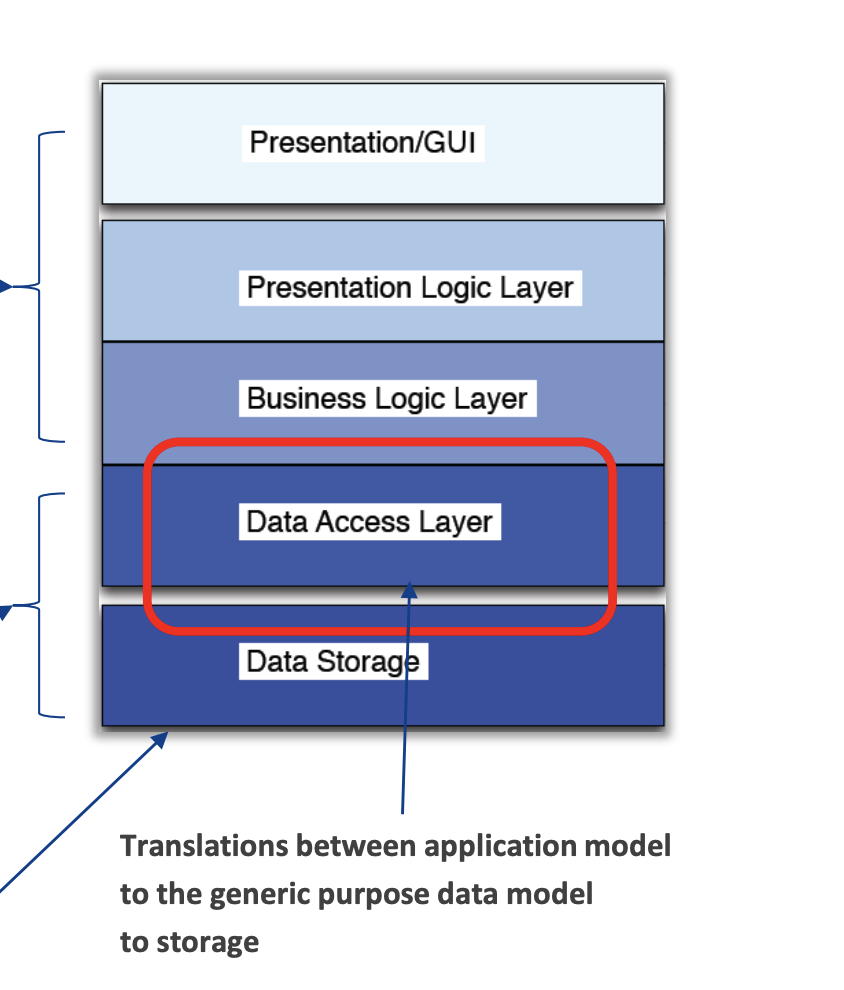 Presentation/GUI
Presentation Logic Layer
Business Logic Layer
Data Access Layer
Data Storage
Translations between application model
to the generic purpose data model
to storage